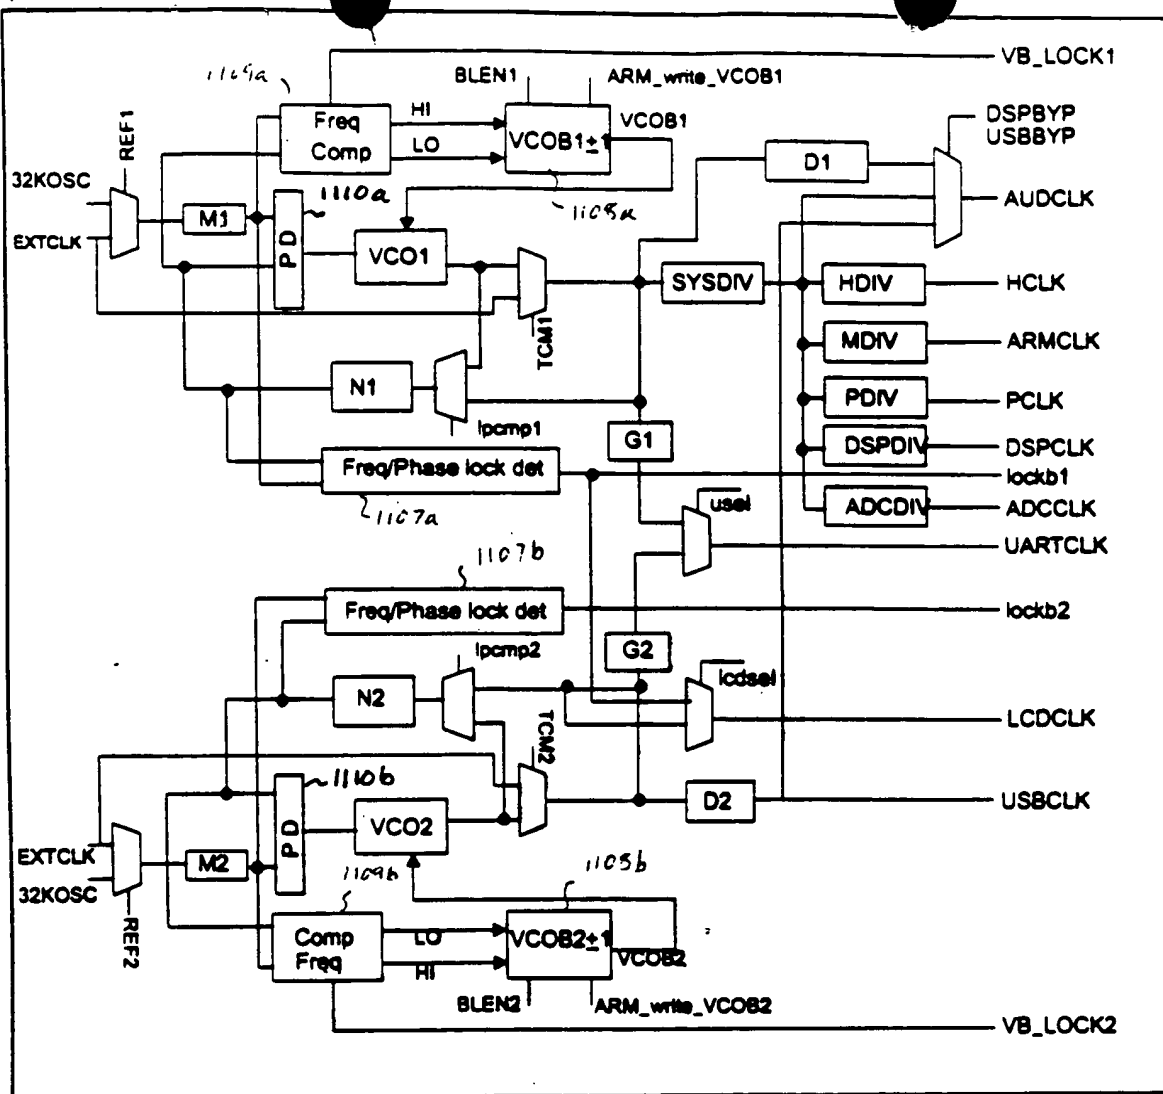 VB_LOCK1
1109a
BLEN1 ARM_write_VCOB1
REF1
Freq
Comp
HI
LO
VCOB1±1
VCOB1
DSPBYP
USBBYP
D1
32KOSC
1110a
1108a
AUDCLK
M1
PD
VCO1
EXTCLK
SYSDIV
HDIV
HCLK
TCM1
MDIV
ARMCLK
N1
PDIV
PCLK
lpcmp1
G1
DSPDIV
DSPCLK
Freq/Phase lock det
lockb1
1107a
usel
ADCDIV
ADCCLK
UARTCLK
1107b
Freq/Phase lock det
lockb2
lpcmp2
G2
lcdsel
N2
TCM2
LCDCLK
1110b
PD
VCO2
D2
USBCLK
EXTCLK
M2
32KOSC
1109b
1108b
REF2
Comp
Freq
LO
HI
VCOB2±1
VCOB2
BLEN2 ARM_write_VCOB2
VB_LOCK2